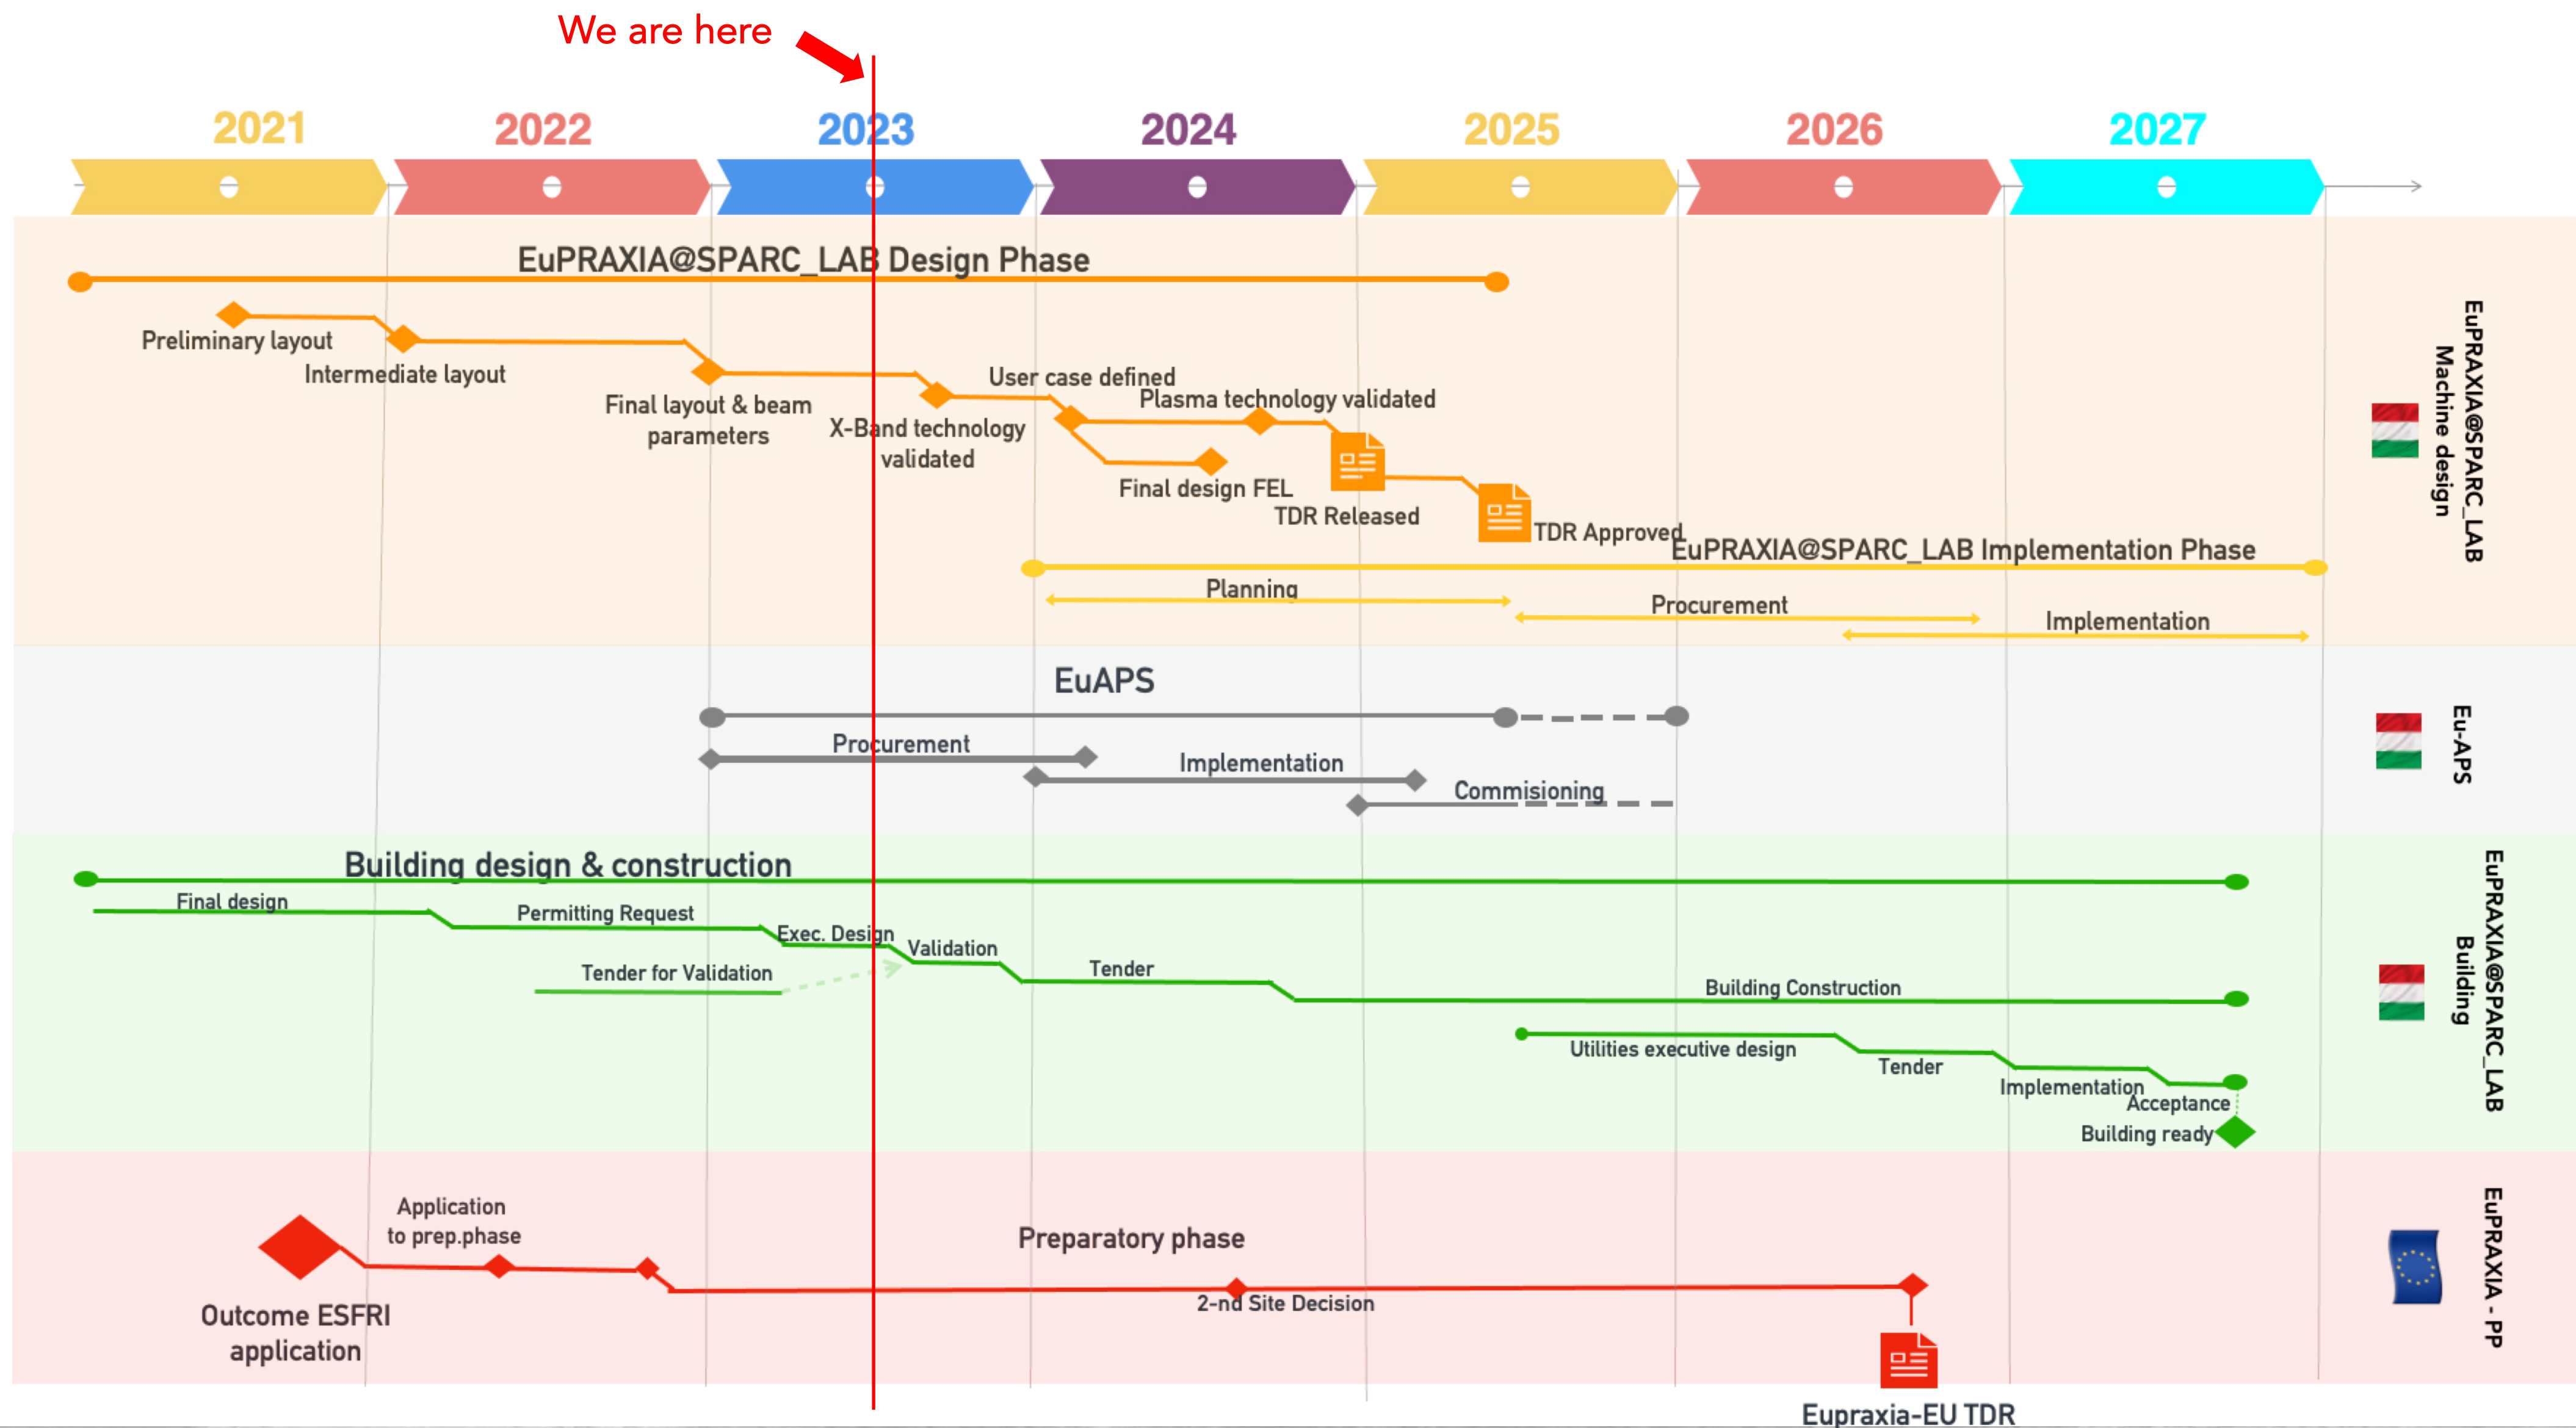 We are here
2021 2022 2023 2024 2025 2026 2027
EuPRAXIA@SPARC_LAB Design Phase
Preliminary layout
Intermediate layout
Final layout & beam
parameters
User case defined
X-Band technology
validated
Plasma technology validated
Final design FEL
TDR Released
TDR Approved
EuPRAXIA@SPARC_LAB Implementation Phase
Planning
Procurement
Implementation
EuPRAXIA@SPARC_LAB
Machine design
EuAPS
Procurement
Implementation
Commisioning
Eu-APS
Building design & construction
Final design
Permitting Request
Exec. Design
Validation
Tender for Validation
Tender
Building Construction
Utilities executive design
Tender
Implementation
Acceptance
Building ready
EuPRAXIA@SPARC_LAB
Building
Application
to prep.phase
Preparatory phase
2-nd Site Decision
Outcome ESFRI
application
Eupraxia-EU TDR
EuPRAXIA - PP